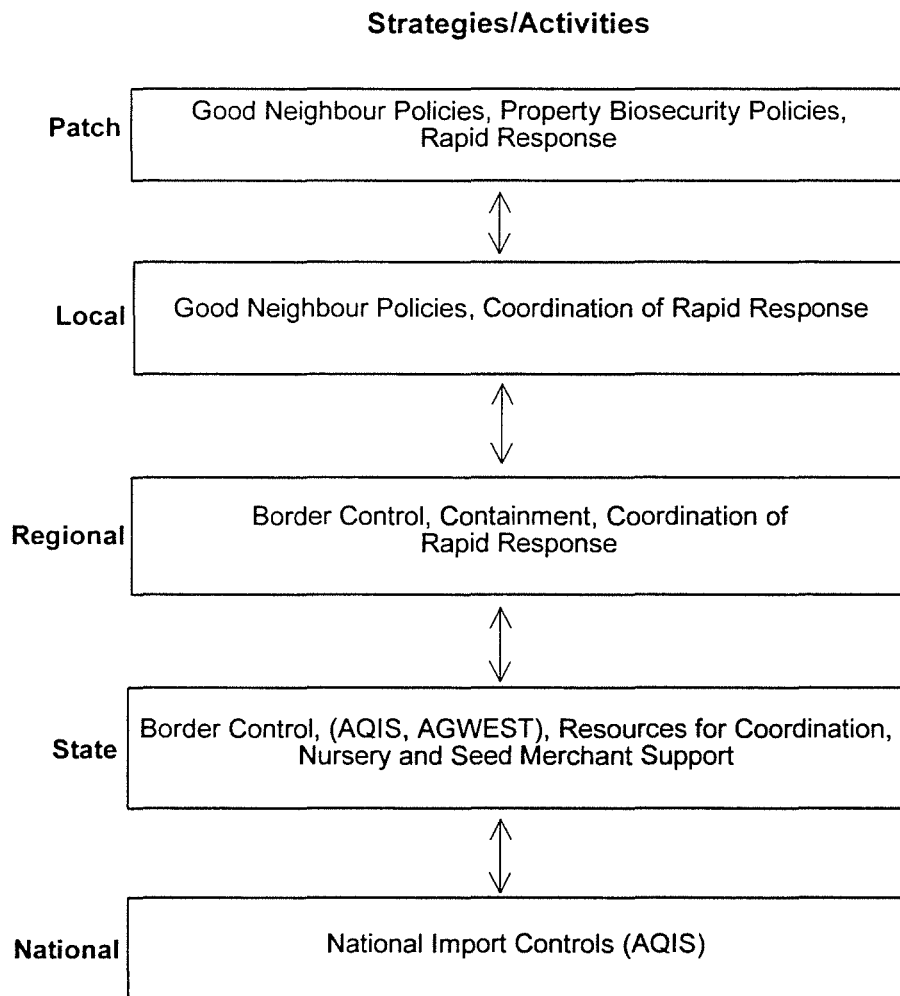 Strategies/Activities
Patch
Good Neighbour Policies, Property Biosecurity Policies,
Rapid Response
Local
Good Neighbour Policies, Coordination of Rapid Response
Regional
Border Control, Containment, Coordination of
Rapid Response
State
Border Control, (AQIS, AGWEST), Resources for Coordination,
Nursery and Seed Merchant Support
National
National Import Controls (AQIS)